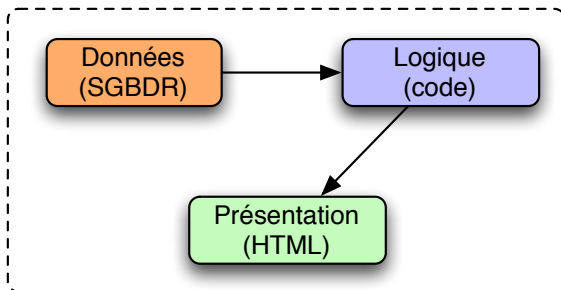 Données
(SGBDR)
Logique
(code)
Présentation
(HTML)